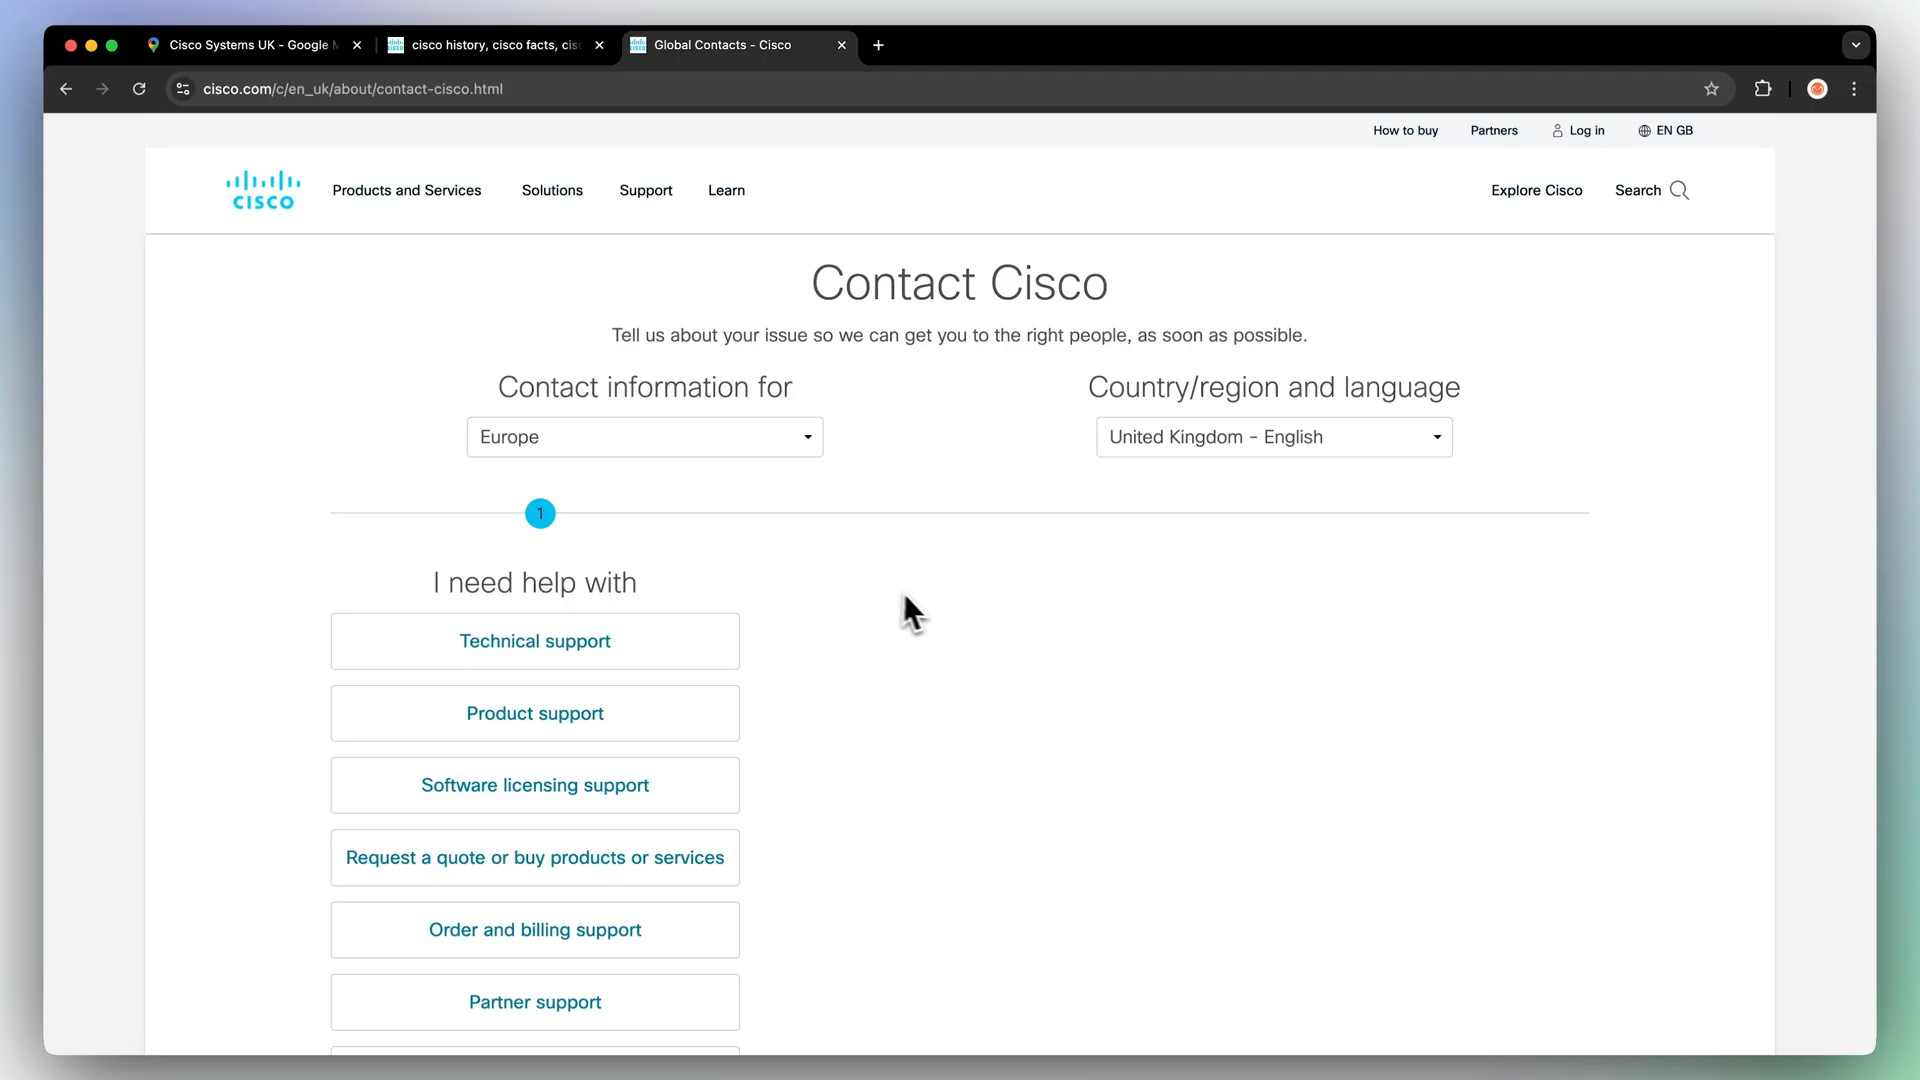 Cisco Systems UK - Google M
cisco history, cisco facts, cis
Global Contacts - Cisco
cisco.com/c/en_uk/about/contact-cisco.html
How to buy
Partners
Log in
EN GB
CISCO
Products and Services
Solutions
Support
Learn
Explore Cisco
Search
Contact Cisco
Tell us about your issue so we can get you to the right people, as soon as possible.
Contact information for
Country/region and language
Europe
United Kingdom - English
1
I need help with
Technical support
Product support
Software licensing support
Request a quote or buy products or services
Order and billing support
Partner support